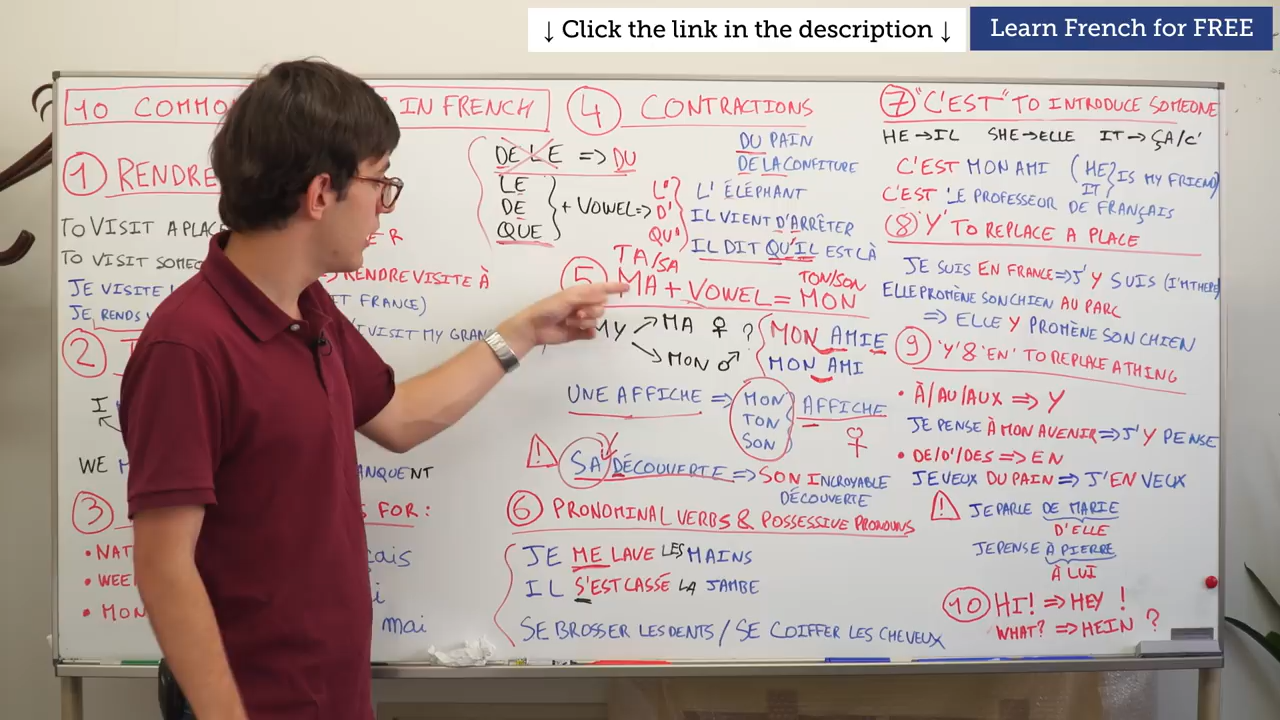 ↓ Click the link in the description ↓
Learn French for FREE
10 COMMO
IN FRENCH
1 RENDRE
TO VISIT A PLACE
TO VISIT SOME
RENDRE VISITE À
JE VISITE
FRANCE)
JE RENDS
VISIT MY GRAN
2
I
WE
ANQUENT
3
S FOR:
• NAT
• WEE
• MON
mai
4 CONTRACTIONS
DE LE => DU
LE
DE
QUE
+ VOWEL=>
L'
D'
QU'
DU PAIN
DE LA CONFITURE
L' ÉLÉPHANT
IL VIENT D'ARRÊTER
IL DIT QU'IL EST LÀ
TA/SA
TON/SON
5 MA + VOWEL = MON
MY
MA ♀
MON ♂
?
MON AMIE
MON AMI
UNE AFFICHE =>
MON
TON
SON
AFFICHE
♀
SA DÉCOUVERTE => SON INCROYABLE
DÉCOUVERTE
6 PRONOMINAL VERBS & POSSESSIVE PRONOUNS
JE ME LAVE LES MAINS
IL S'EST CASSÉ LA JAMBE
SE BROSSER LES DENTS / SE COIFFER LES CHEVEUX
7 "C'EST" TO INTRODUCE SOMEONE
HE → IL SHE → ELLE IT → ÇA/C'
C'EST MON AMI (HE IS MY FRIEND)
IT
C'EST LE PROFESSEUR DE FRANÇAIS
8 'Y' TO REPLACE A PLACE
JE SUIS EN FRANCE => J'Y SUIS (I'M THERE)
ELLE PROMÈNE SON CHIEN AU PARC
=> ELLE Y PROMÈNE SON CHIEN
9 'Y' & 'EN' TO REPLACE A THING
• À/AU/AUX => Y
JE PENSE À MON AVENIR => J'Y PENSE
• DE/D'/DES => EN
JE VEUX DU PAIN => J'EN VEUX
JE PARLE DE MARIE
D'ELLE
JE PENSE À PIERRE
À LUI
10 HI! => HEY !
WHAT? => HEIN ?